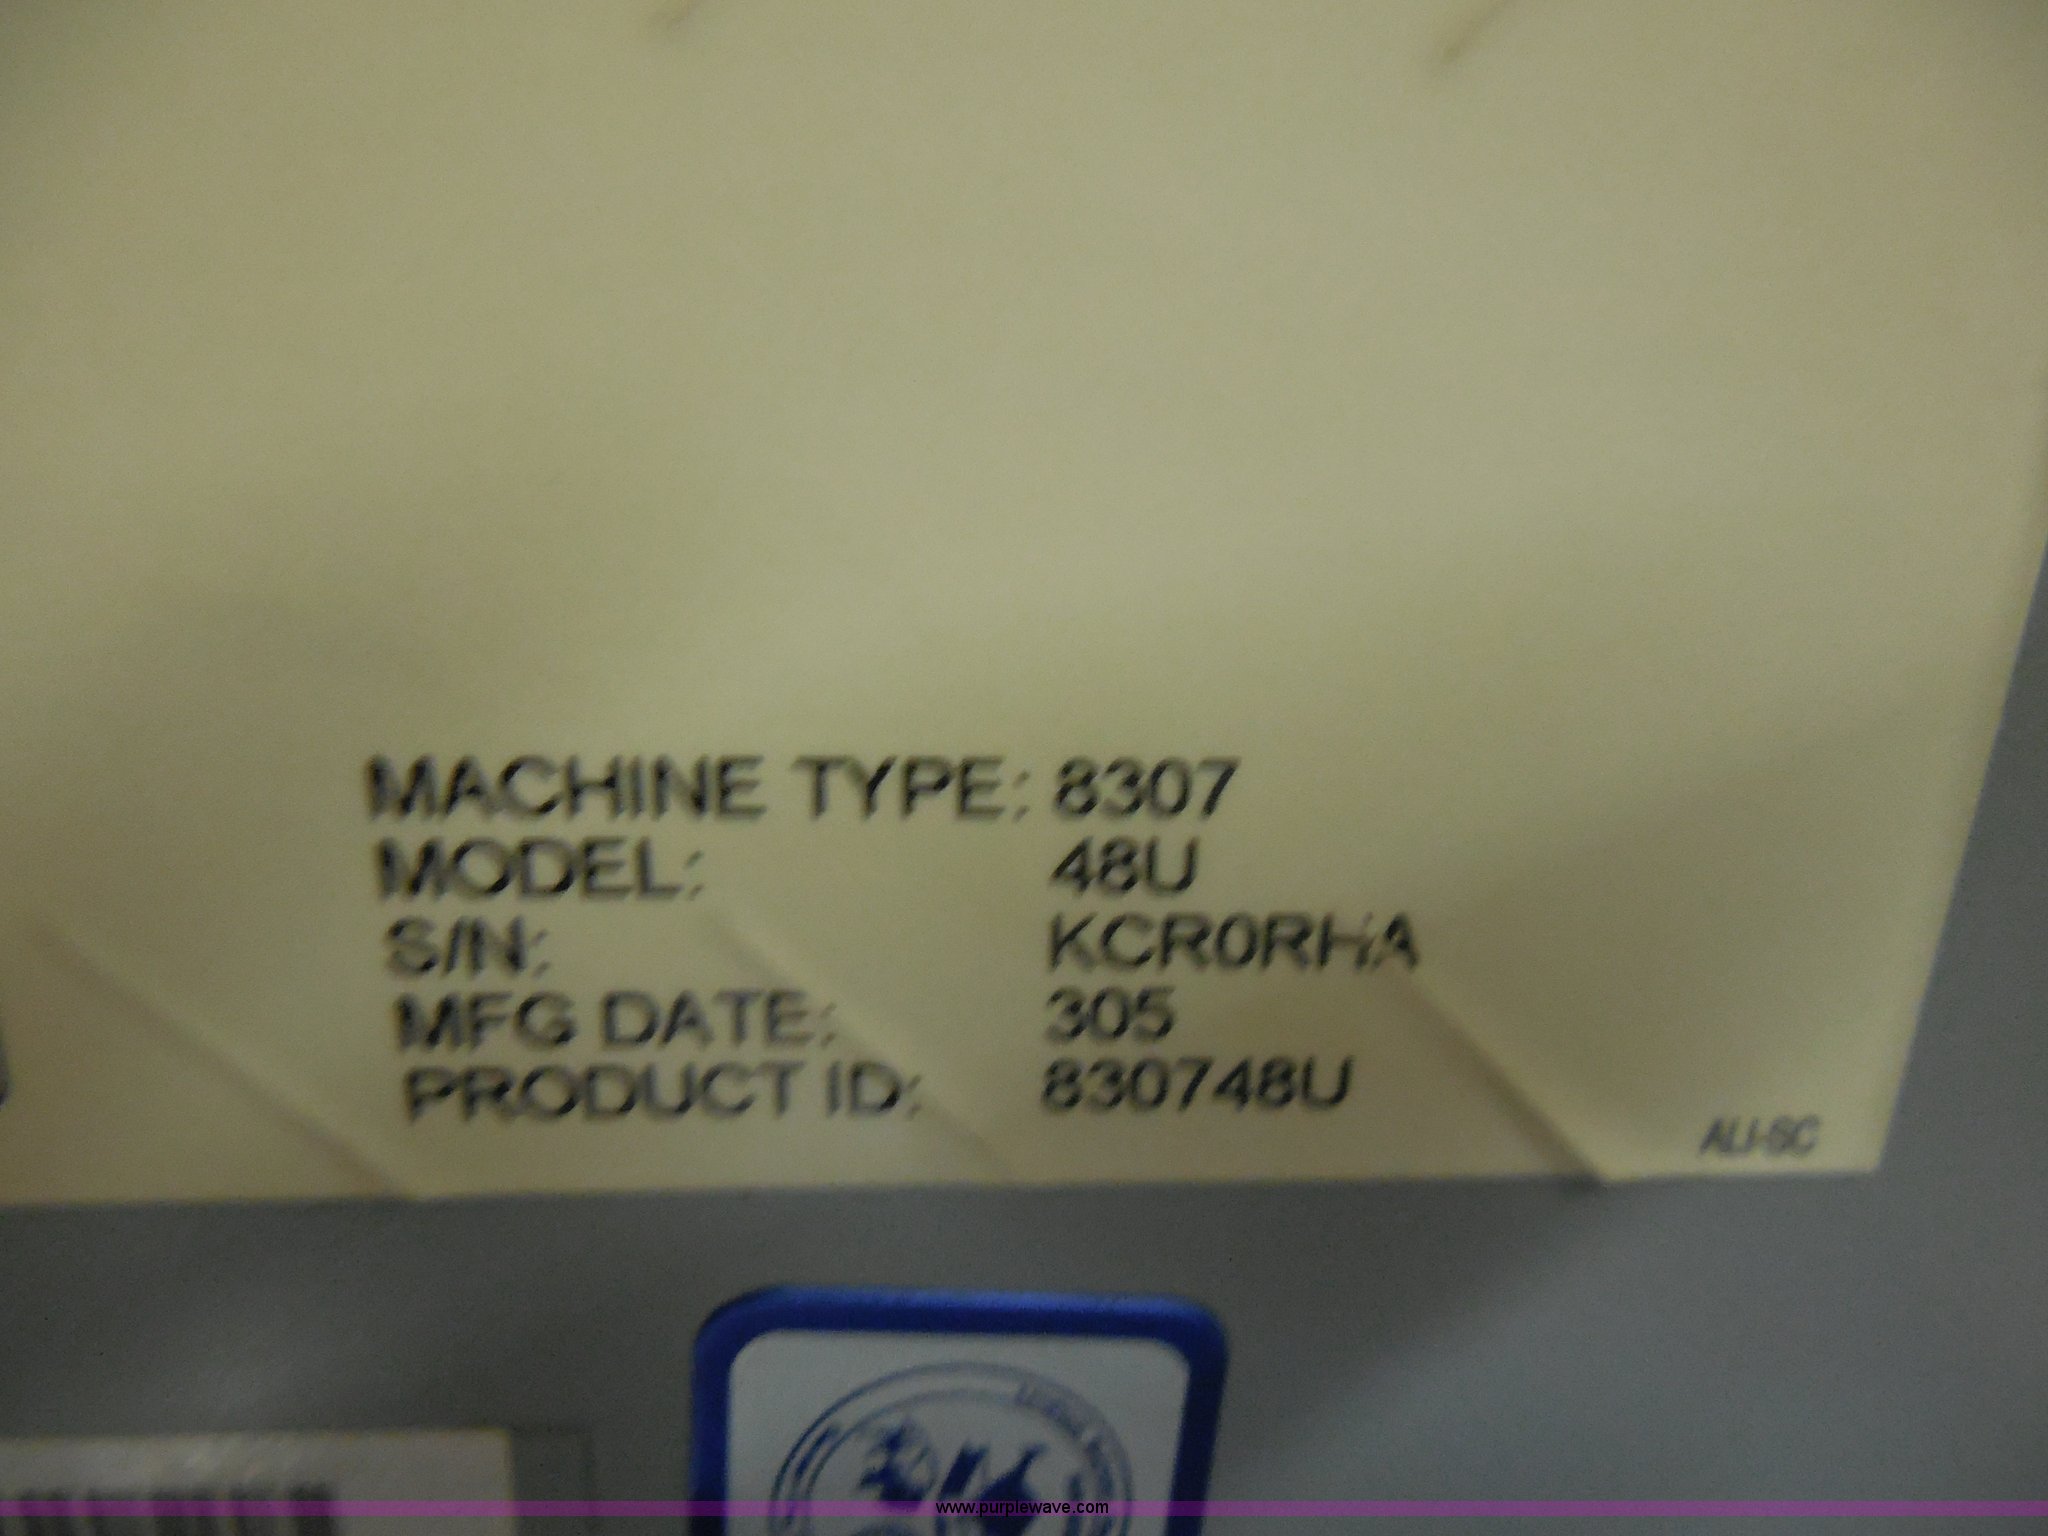 MACHINE TYPE: 8307
MODEL: 48U
S/N: KCR0RHA
MFG DATE: 305
PRODUCT ID: 830748U
ALI-SC
www.purplewave.com